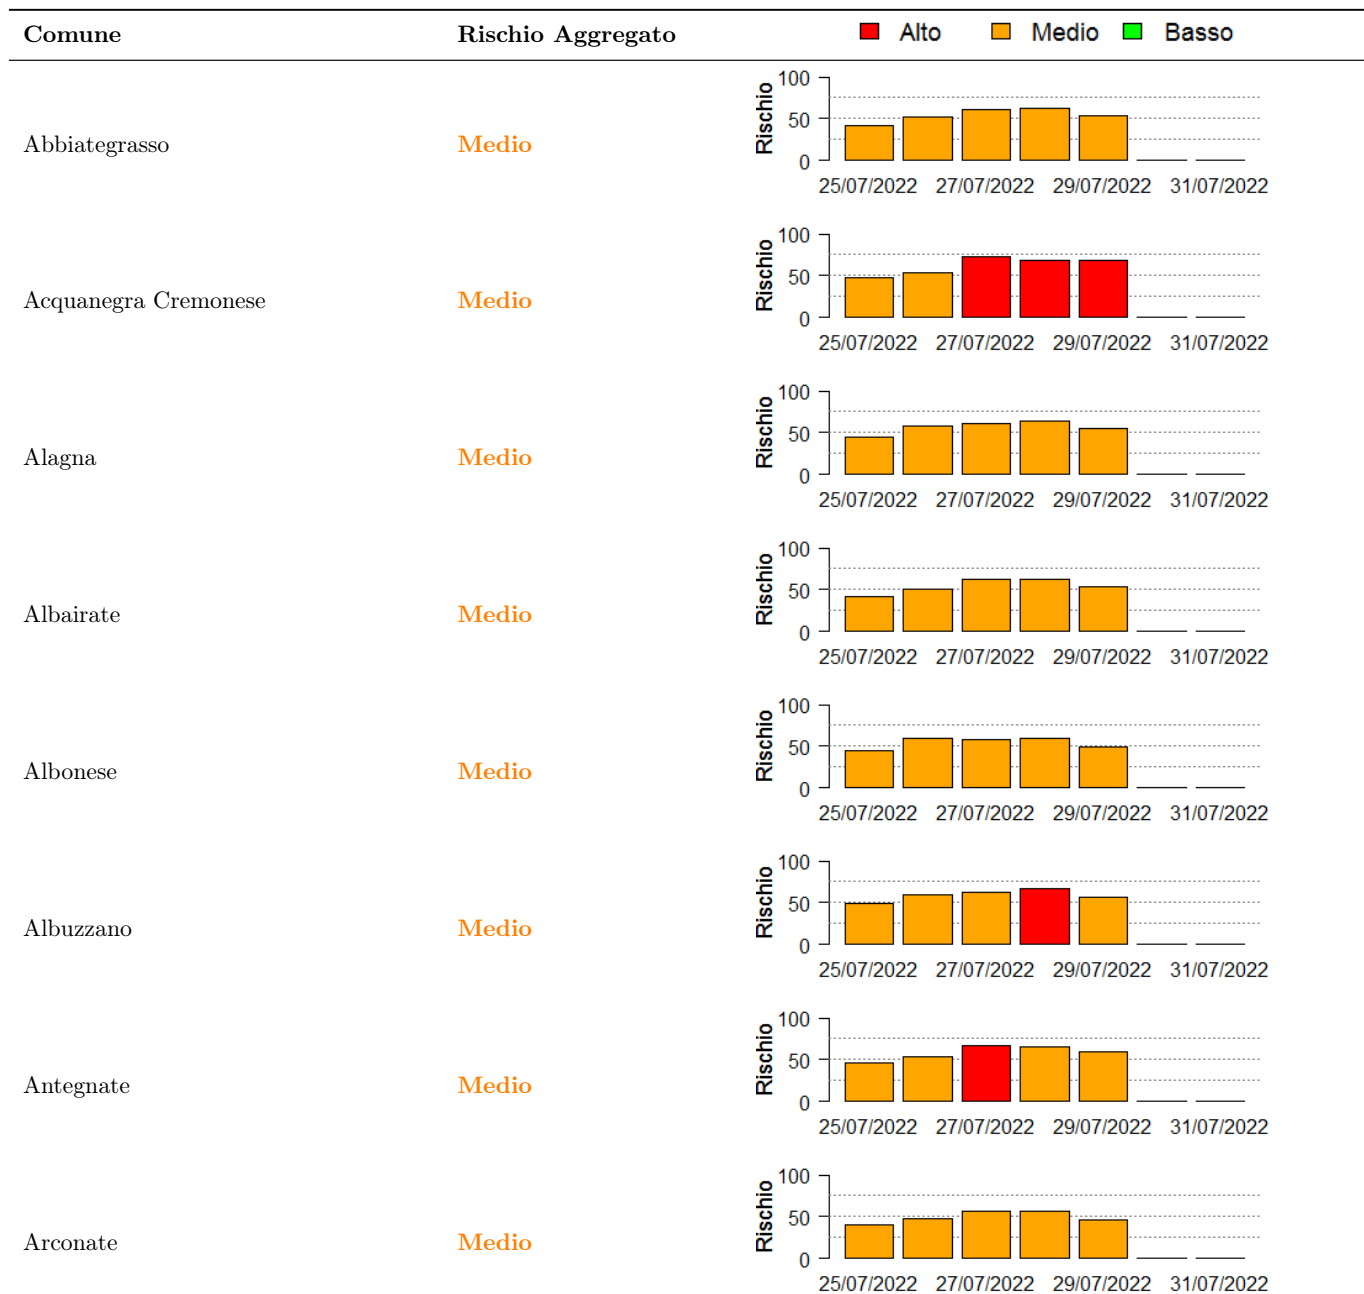 Comune Rischio Aggregato Alto Medio Basso
Abbiategrasso Medio
Rischio
100
50
0
25/07/2022 27/07/2022 29/07/2022 31/07/2022
Acquanegra Cremonese Medio
Rischio
100
50
0
25/07/2022 27/07/2022 29/07/2022 31/07/2022
Alagna Medio
Rischio
100
50
0
25/07/2022 27/07/2022 29/07/2022 31/07/2022
Albairate Medio
Rischio
100
50
0
25/07/2022 27/07/2022 29/07/2022 31/07/2022
Albonese Medio
Rischio
100
50
0
25/07/2022 27/07/2022 29/07/2022 31/07/2022
Albuzzano Medio
Rischio
100
50
0
25/07/2022 27/07/2022 29/07/2022 31/07/2022
Antegnate Medio
Rischio
100
50
0
25/07/2022 27/07/2022 29/07/2022 31/07/2022
Arconate Medio
Rischio
100
50
0
25/07/2022 27/07/2022 29/07/2022 31/07/2022